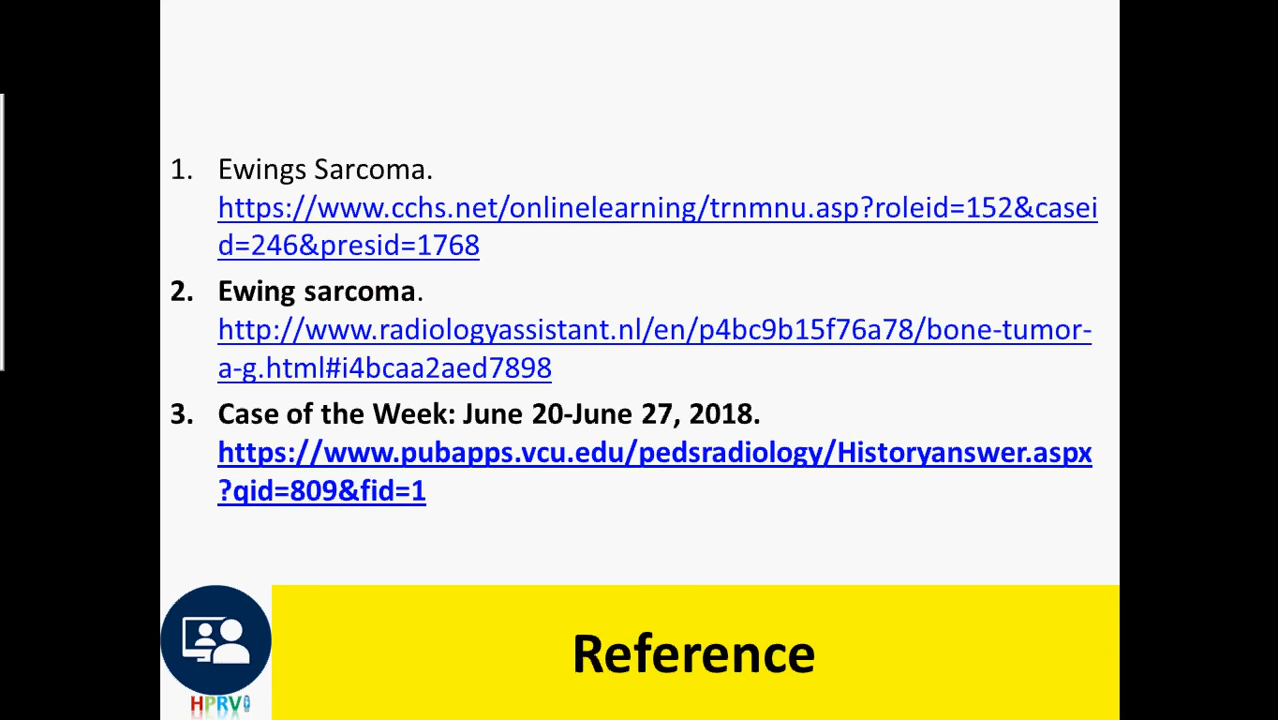 1. Ewings Sarcoma.
https://www.cchs.net/onlinelearning/trnmnu.asp?roleid=152&casei
d=246&presid=1768
2. Ewing sarcoma.
http://www.radiologyassistant.nl/en/p4bc9b15f76a78/bone-tumor-
a-g.html#i4bcaa2aed7898
3. Case of the Week: June 20-June 27, 2018.
https://www.pubapps.vcu.edu/pedsradiology/Historyanswer.aspx
?qid=809&fid=1
Reference
HPRV